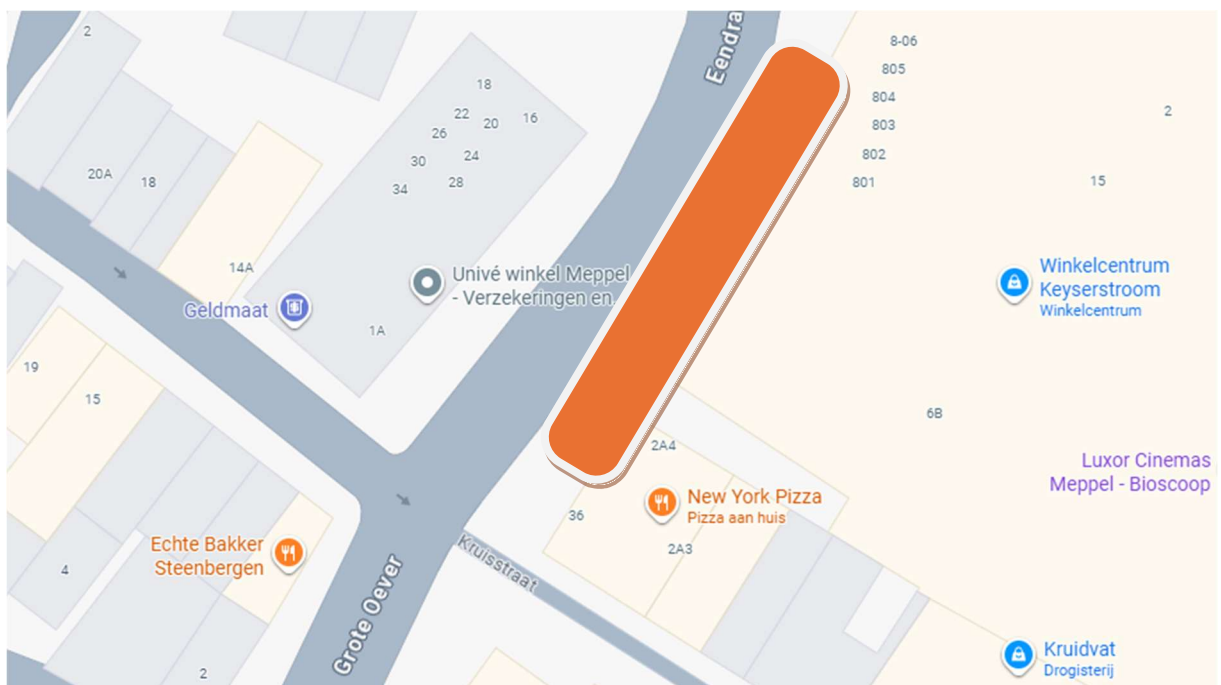 2
Eendra
8-06
805
804
803
802
801
2
15
18
22
20
16
26
30
24
28
34
20A
18
14A
Geldmaat
Univé winkel Meppel
- Verzekeringen en
1A
Winkelcentrum
Keyserstroom
Winkelcentrum
19
15
6B
2A4
Luxor Cinemas
Meppel - Bioscoop
New York Pizza
Pizza aan huis
36
2A3
Echte Bakker
Steenbergen
4
Kruisstraat
Grote Oever
2
Kruidvat
Drogisterij